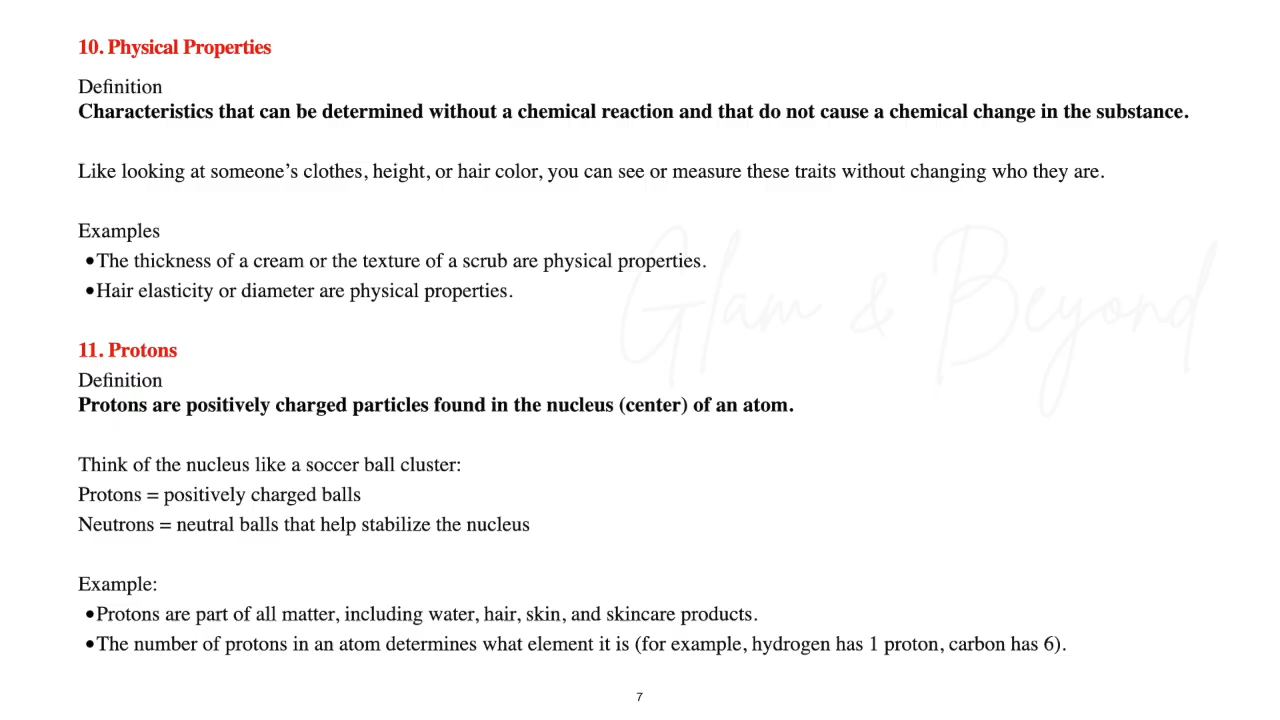 10. Physical Properties
Definition
Characteristics that can be determined without a chemical reaction and that do not cause a chemical change in the substance.
Like looking at someone’s clothes, height, or hair color, you can see or measure these traits without changing who they are.
Examples
•The thickness of a cream or the texture of a scrub are physical properties.
•Hair elasticity or diameter are physical properties.
Glam & Beyond
11. Protons
Definition
Protons are positively charged particles found in the nucleus (center) of an atom.
Think of the nucleus like a soccer ball cluster:
Protons = positively charged balls
Neutrons = neutral balls that help stabilize the nucleus
Example:
•Protons are part of all matter, including water, hair, skin, and skincare products.
•The number of protons in an atom determines what element it is (for example, hydrogen has 1 proton, carbon has 6).
7